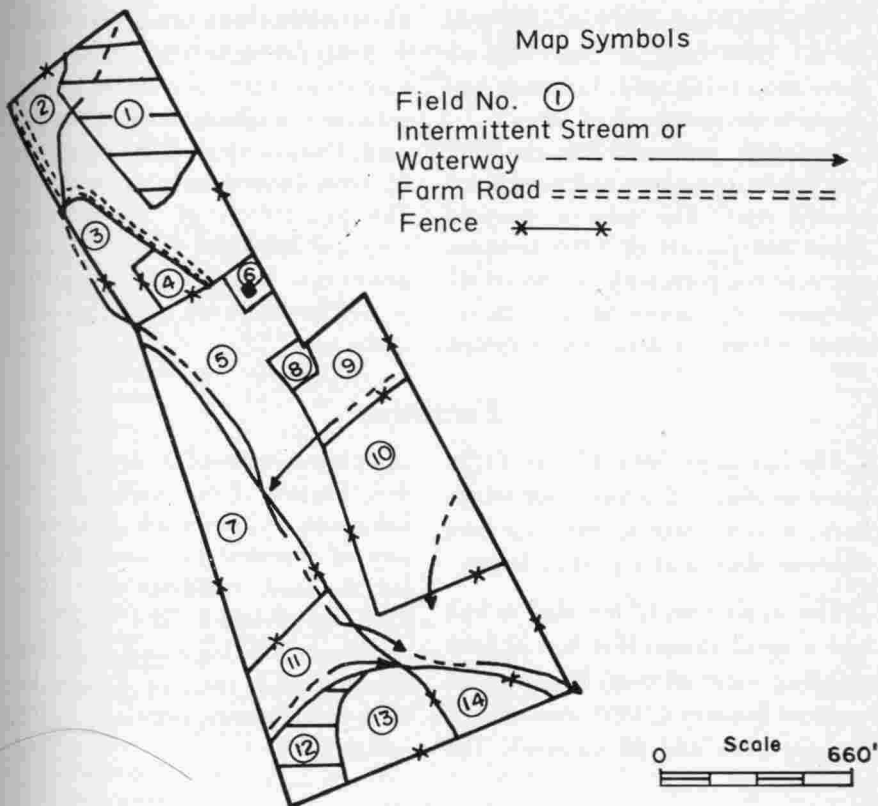 Map Symbols
Field No. ①
Intermittent Stream or
Waterway
Farm Road
Fence
①
②
③
④
⑤
⑥
⑦
⑧
⑨
⑩
⑪
⑫
⑬
⑭
0 Scale 660'